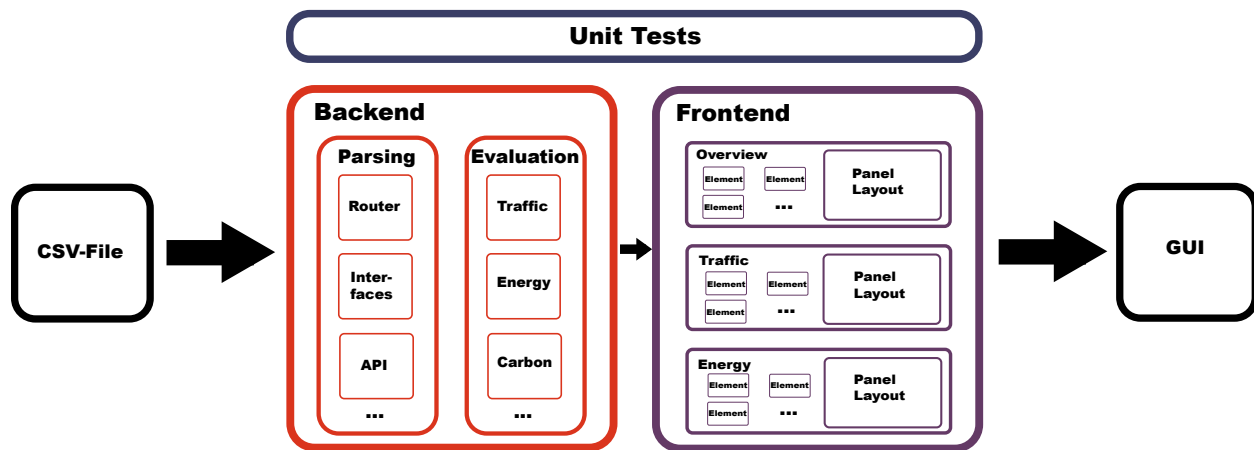 Unit Tests
CSV-File
Backend
Parsing
Router
Inter-
faces
API
...
Evaluation
Traffic
Energy
Carbon
...
Frontend
Overview
Element
Element
Element
...
Panel
Layout
Traffic
Element
Element
Element
...
Panel
Layout
Energy
Element
Element
Element
...
Panel
Layout
GUI